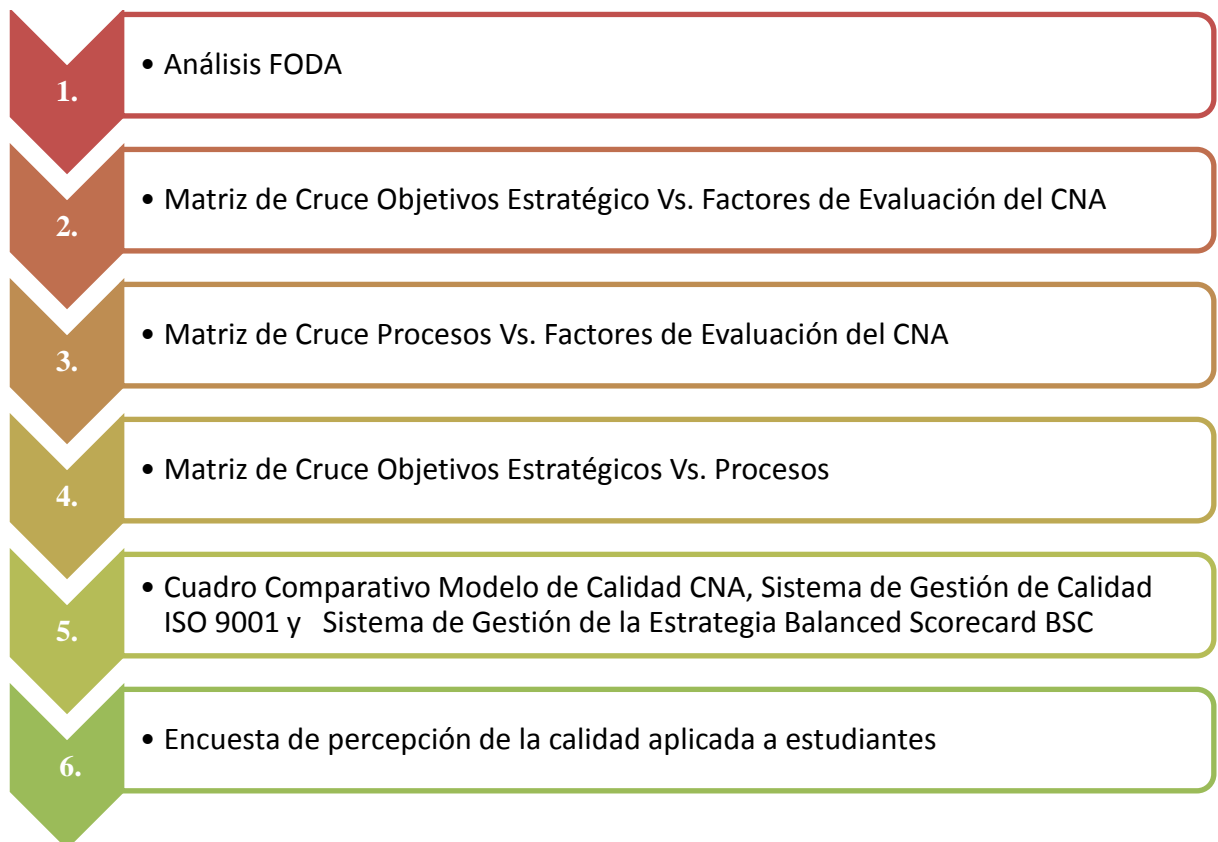 1.
• Análisis FODA
2.
• Matriz de Cruce Objetivos Estratégico Vs. Factores de Evaluación del CNA
3.
• Matriz de Cruce Procesos Vs. Factores de Evaluación del CNA
4.
• Matriz de Cruce Objetivos Estratégicos Vs. Procesos
5.
• Cuadro Comparativo Modelo de Calidad CNA, Sistema de Gestión de Calidad
ISO 9001 y   Sistema de Gestión de la Estrategia Balanced Scorecard BSC
6.
• Encuesta de percepción de la calidad aplicada a estudiantes